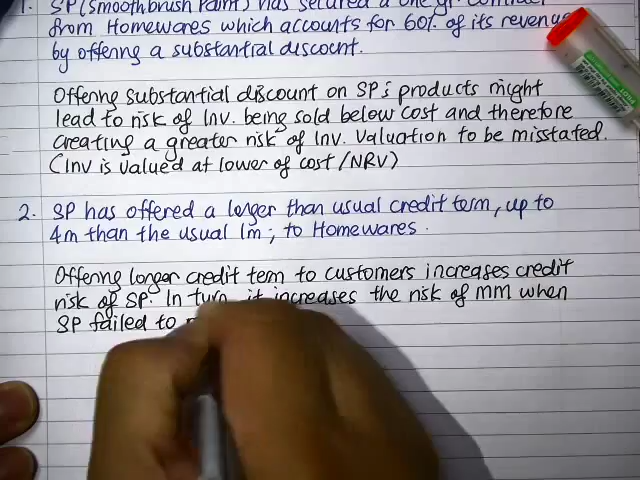 1. SP (Smoothbrush Paint) has secured a one yr. contract
from Homewares which accounts for 60% of its revenue
by offering a substantial discount.
Offering substantial discount on SP's products might
lead to risk of Inv. being sold below cost and therefore
creating a greater risk of Inv. Valuation to be misstated.
(Inv is valued at lower of cost/NRV)
2. SP has offered a longer than usual credit term, up to
4m than the usual 1m, to Homewares.
Offering longer credit term to customers increases credit
risk of SP. In turn it increases the risk of MM when
SP failed to